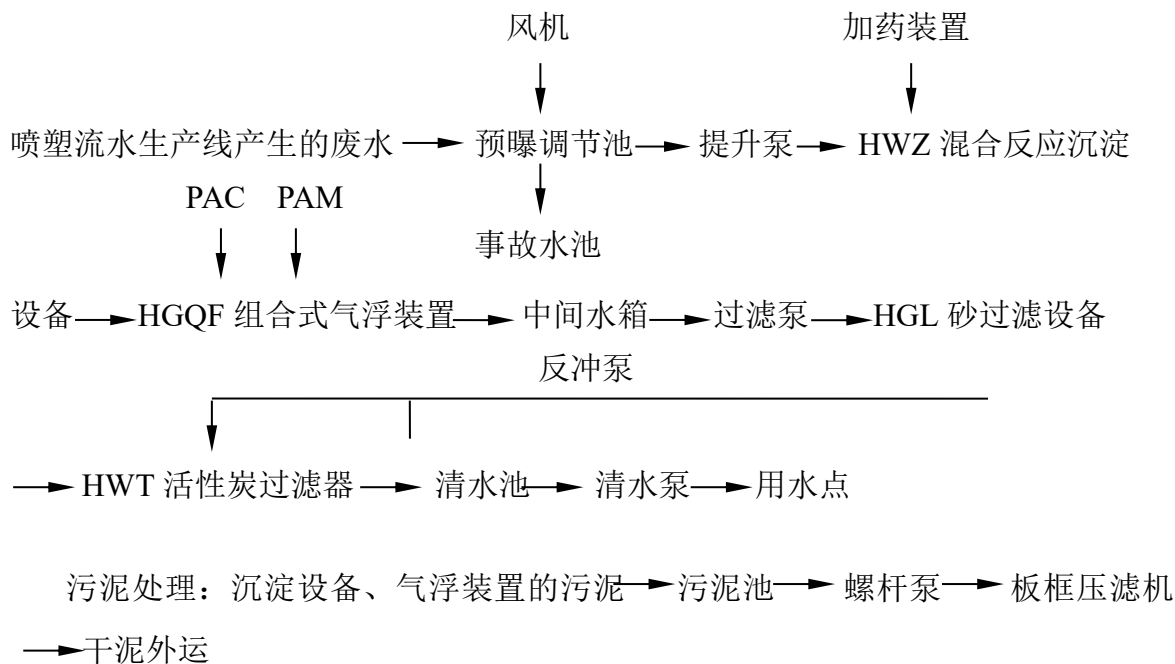 风机 加药装置
喷塑流水生产线产生的废水 预曝调节池 提升泵 HWZ 混合反应沉淀
PAC PAM
事故水池
设备 HGQF 组合式气浮装置 中间水箱 过滤泵 HGL 砂过滤设备
反冲泵
HWT 活性炭过滤器 清水池 清水泵 用水点
污泥处理：沉淀设备、气浮装置的污泥 污泥池 螺杆泵 板框压滤机
干泥外运